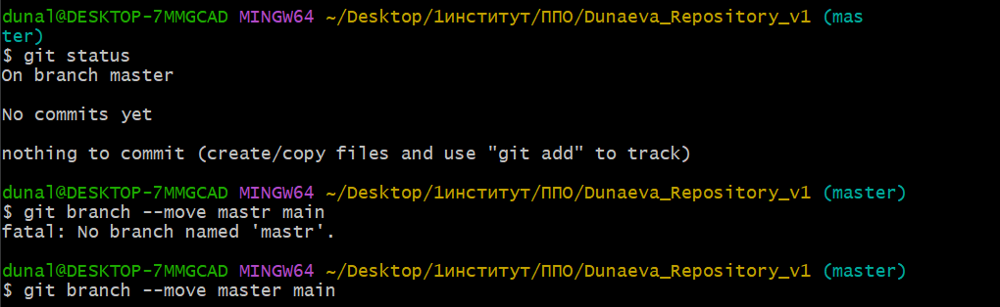 dunal@DESKTOP-7MMGCAD MINGW64 ~/Desktop/1институт/ППО/Dunaeva_Repository_v1 (mas
ter)
$ git status
On branch master
No commits yet
nothing to commit (create/copy files and use "git add" to track)
dunal@DESKTOP-7MMGCAD MINGW64 ~/Desktop/1институт/ППО/Dunaeva_Repository_v1 (master)
$ git branch --move mastr main
fatal: No branch named 'mastr'.
dunal@DESKTOP-7MMGCAD MINGW64 ~/Desktop/1институт/ППО/Dunaeva_Repository_v1 (master)
$ git branch --move master main